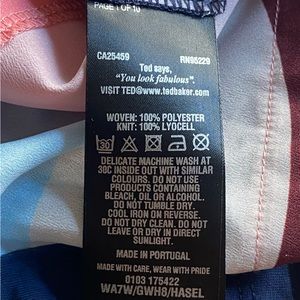 PAGE 1 OF 10
CA25459 RN95229
Ted says,
"You look fabulous".
VISIT TED@www.tedbaker.com
WOVEN: 100% POLYESTER
KNIT: 100% LYOCELL
30
DELICATE MACHINE WASH AT
30C INSIDE OUT WITH SIMILAR
COLOURS. DO NOT USE
PRODUCTS CONTAINING
BLEACH, OIL OR ALCOHOL.
DO NOT TUMBLE DRY.
COOL IRON ON REVERSE.
DO NOT DRY CLEAN. DO NOT
LEAVE OR DRY IN DIRECT
SUNLIGHT.
MADE IN PORTUGAL
MADE WITH CARE, WEAR WITH PRIDE
0103 175422
WA7W/GWH8/HASEL